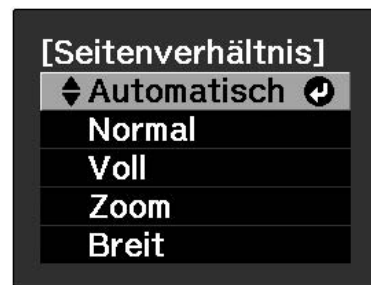 [Seitenverhältnis]
Automatisch
Normal
Voll
Zoom
Breit